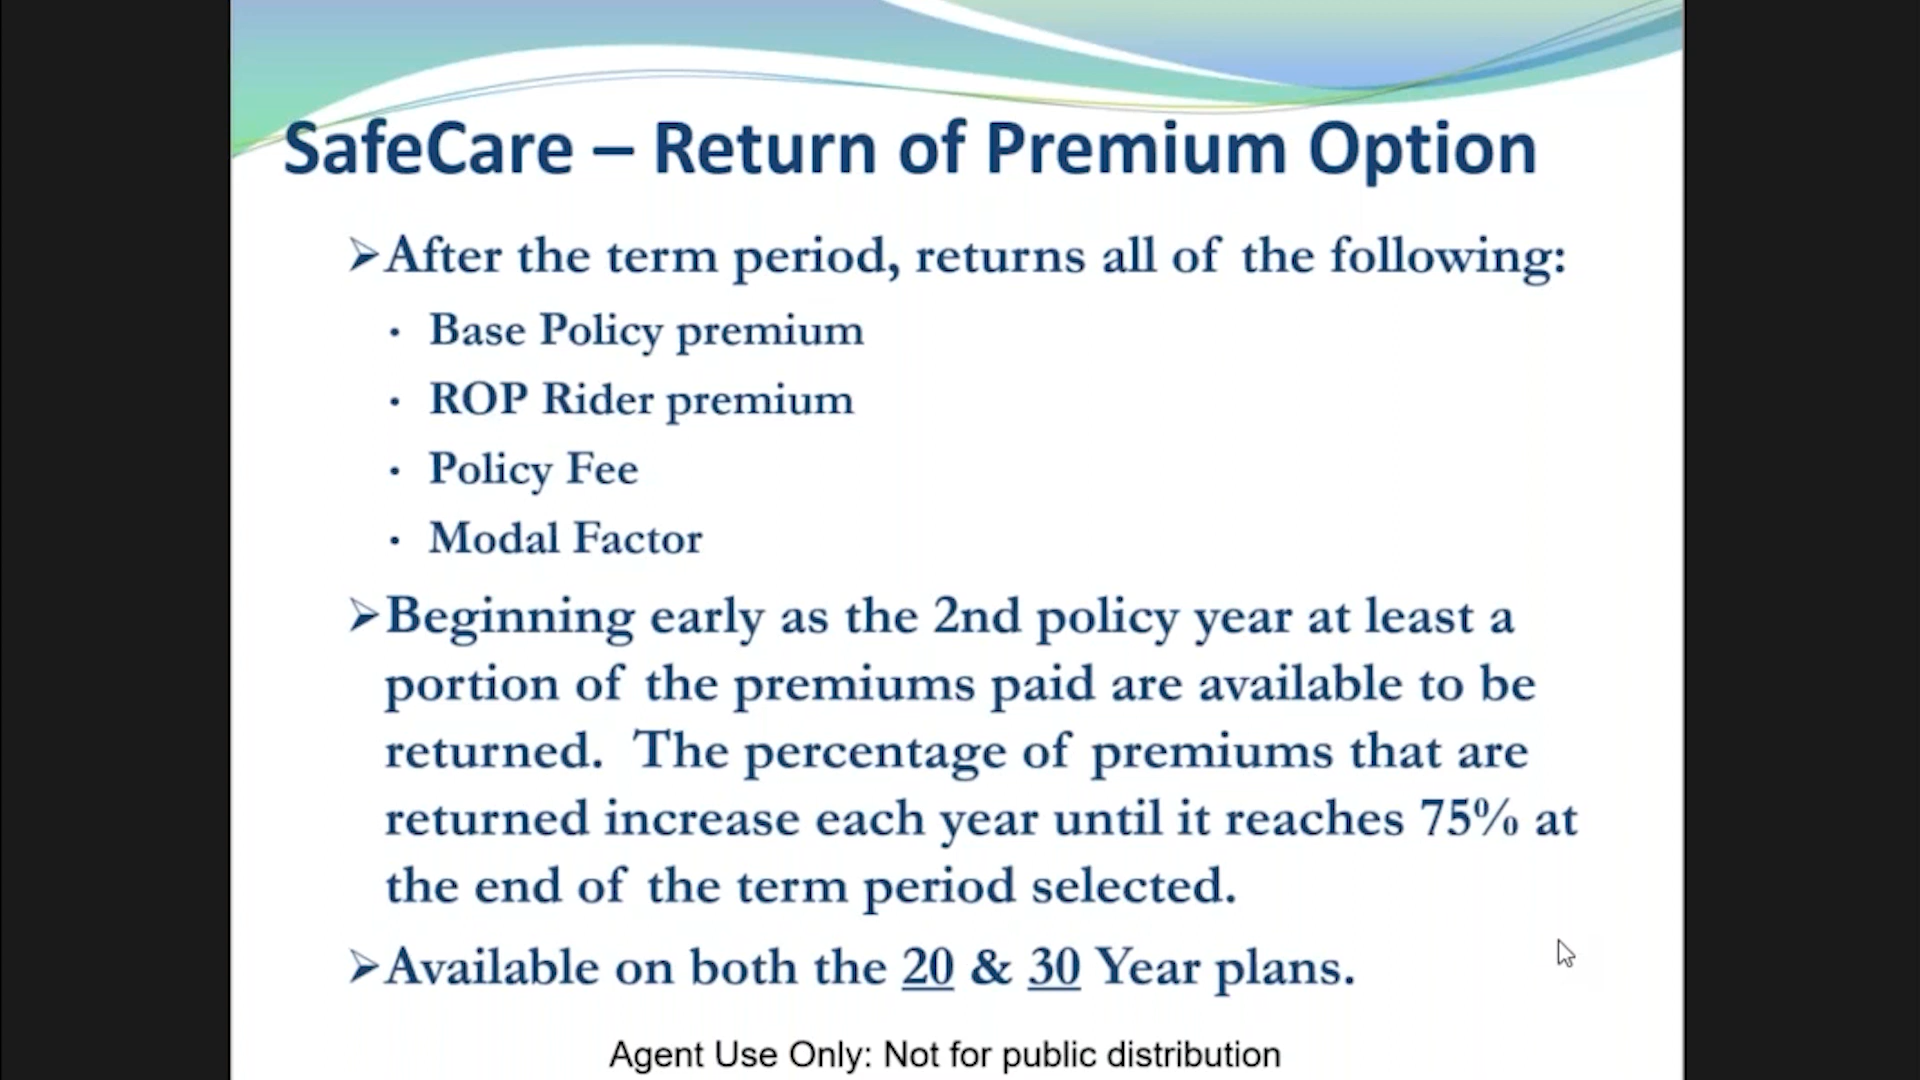 SafeCare – Return of Premium Option
➢After the term period, returns all of the following:
• Base Policy premium
• ROP Rider premium
• Policy Fee
• Modal Factor
➢Beginning early as the 2nd policy year at least a
portion of the premiums paid are available to be
returned. The percentage of premiums that are
returned increase each year until it reaches 75% at
the end of the term period selected.
➢Available on both the 20 & 30 Year plans.
Agent Use Only: Not for public distribution